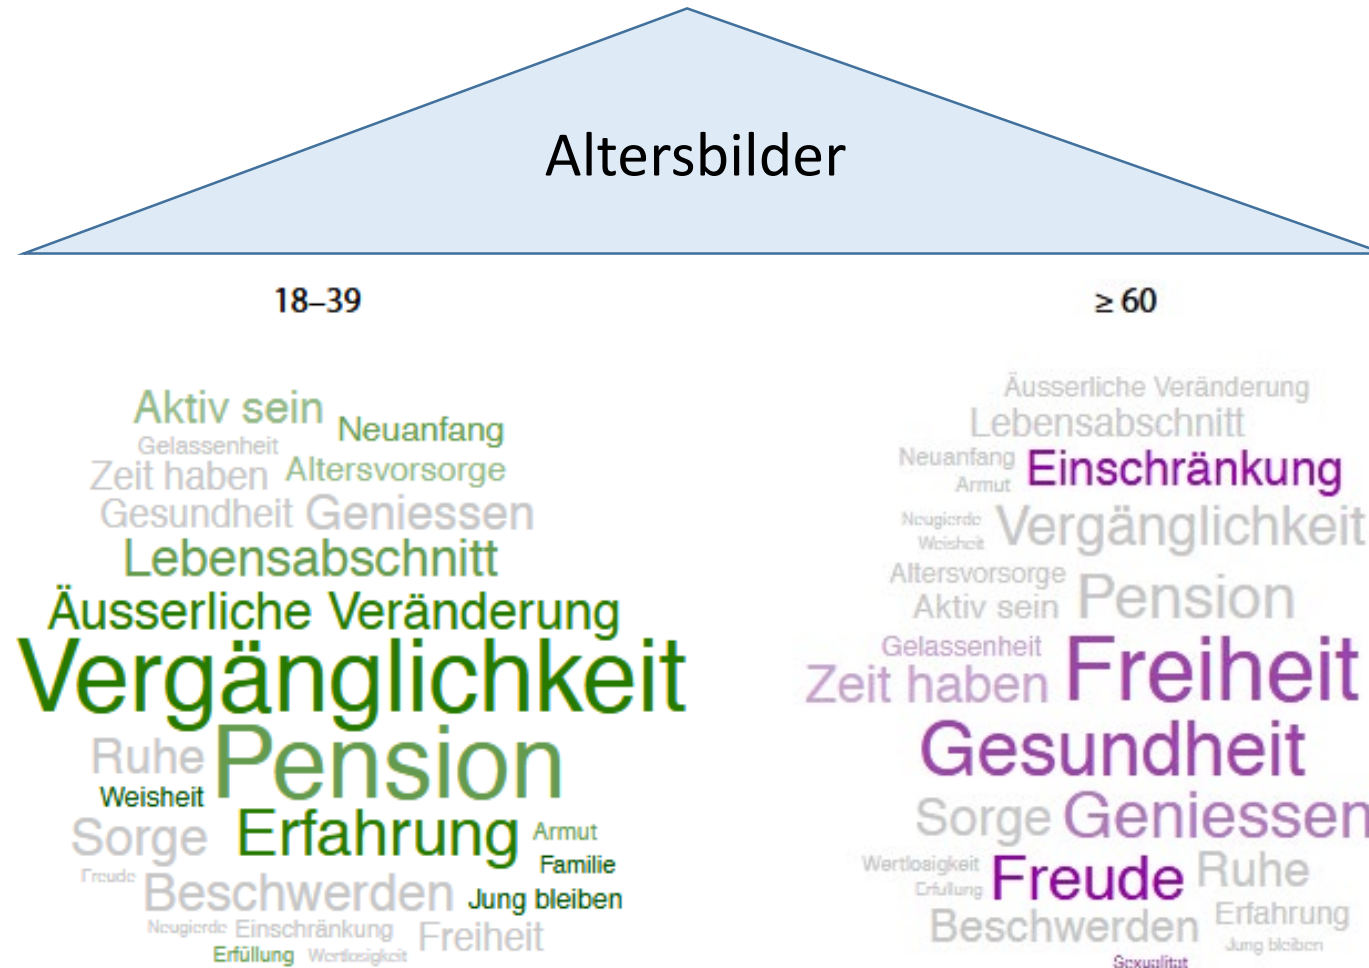 Altersbilder
18–39
Aktiv sein
Neuanfang
Gelassenheit
Zeit haben
Altersvorsorge
Gesundheit Geniessen
Lebensabschnitt
Äusserliche Veränderung
Vergänglichkeit
Ruhe
Pension
Weisheit
Sorge
Erfahrung
Armut
Familie
Freude
Beschwerden
Jung bleiben
Neugierde Einschränkung
Freiheit
Erfüllung
Wertlosigkeit
≥ 60
Äusserliche Veränderung
Lebensabschnitt
Neuanfang
Einschränkung
Armut
Neugierde
Vergänglichkeit
Weisheit
Altersvorsorge
Aktiv sein
Pension
Gelassenheit
Zeit haben
Freiheit
Gesundheit
Sorge
Geniessen
Wertlosigkeit
Erfullung
Freude
Ruhe
Beschwerden
Erfahrung
Jung bleiben
Sexualitat